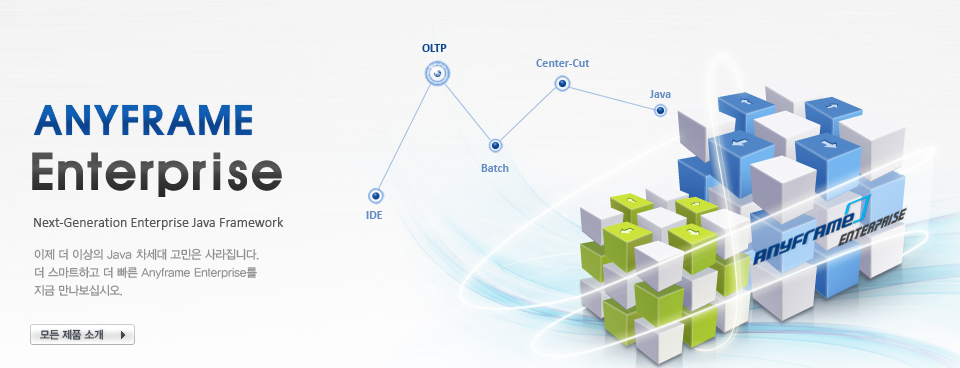 ANYFRAME
Enterprise
Next-Generation Enterprise Java Framework
이제 더 이상의 Java 차세대 고민은 사라집니다.
더 스마트하고 더 빠른 Anyframe Enterprise를
지금 만나보십시오.
모든 제품 소개
OLTP
Center-Cut
Java
Batch
IDE
ANYFRAME
ENTERPRISE